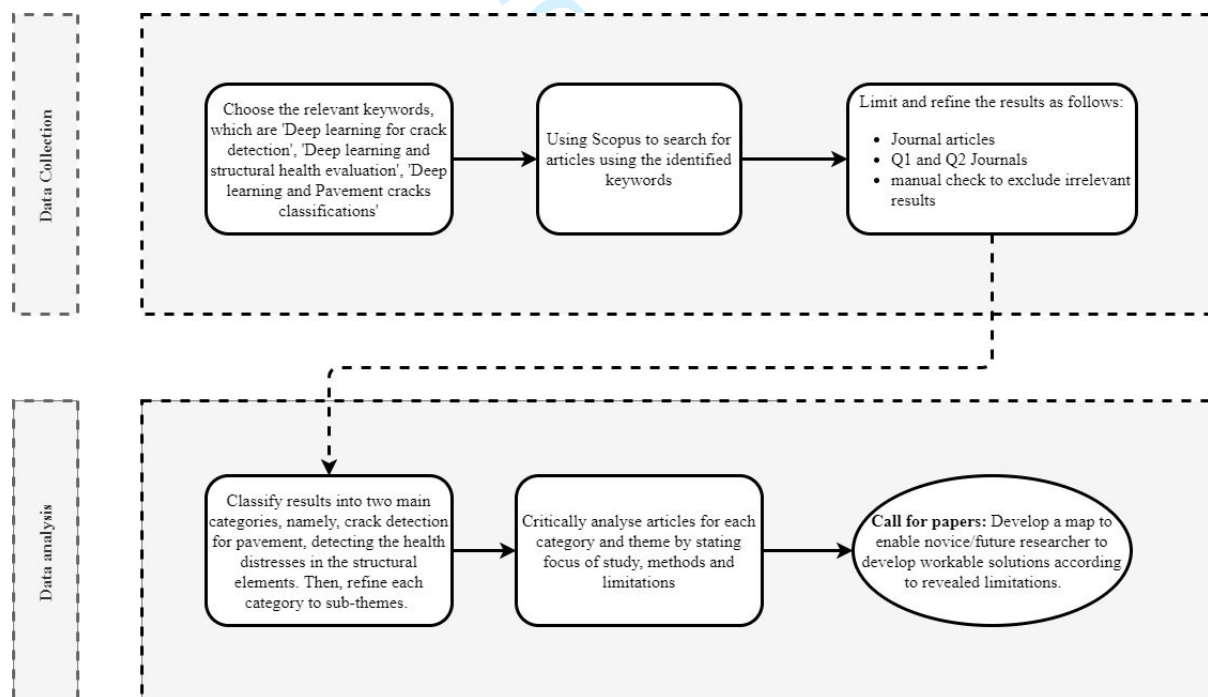 Data Collection
Choose the relevant keywords,
which are 'Deep learning for crack
detection', 'Deep learning and
structural health evaluation', 'Deep
learning and Pavement cracks
classifications'
Using Scopus to search for
articles using the identified
keywords
Limit and refine the results as follows:
• Journal articles
• Q1 and Q2 Journals
• manual check to exclude irrelevant
results
Data analysis
Classify results into two main
categories, namely, crack detection
for pavement, detecting the health
distresses in the structural
elements. Then, refine each
category to sub-themes.
Critically analyse articles for each
category and theme by stating
focus of study, methods and
limitations
Call for papers: Develop a map to
enable novice/future researcher to
develop workable solutions according
to revealed limitations.